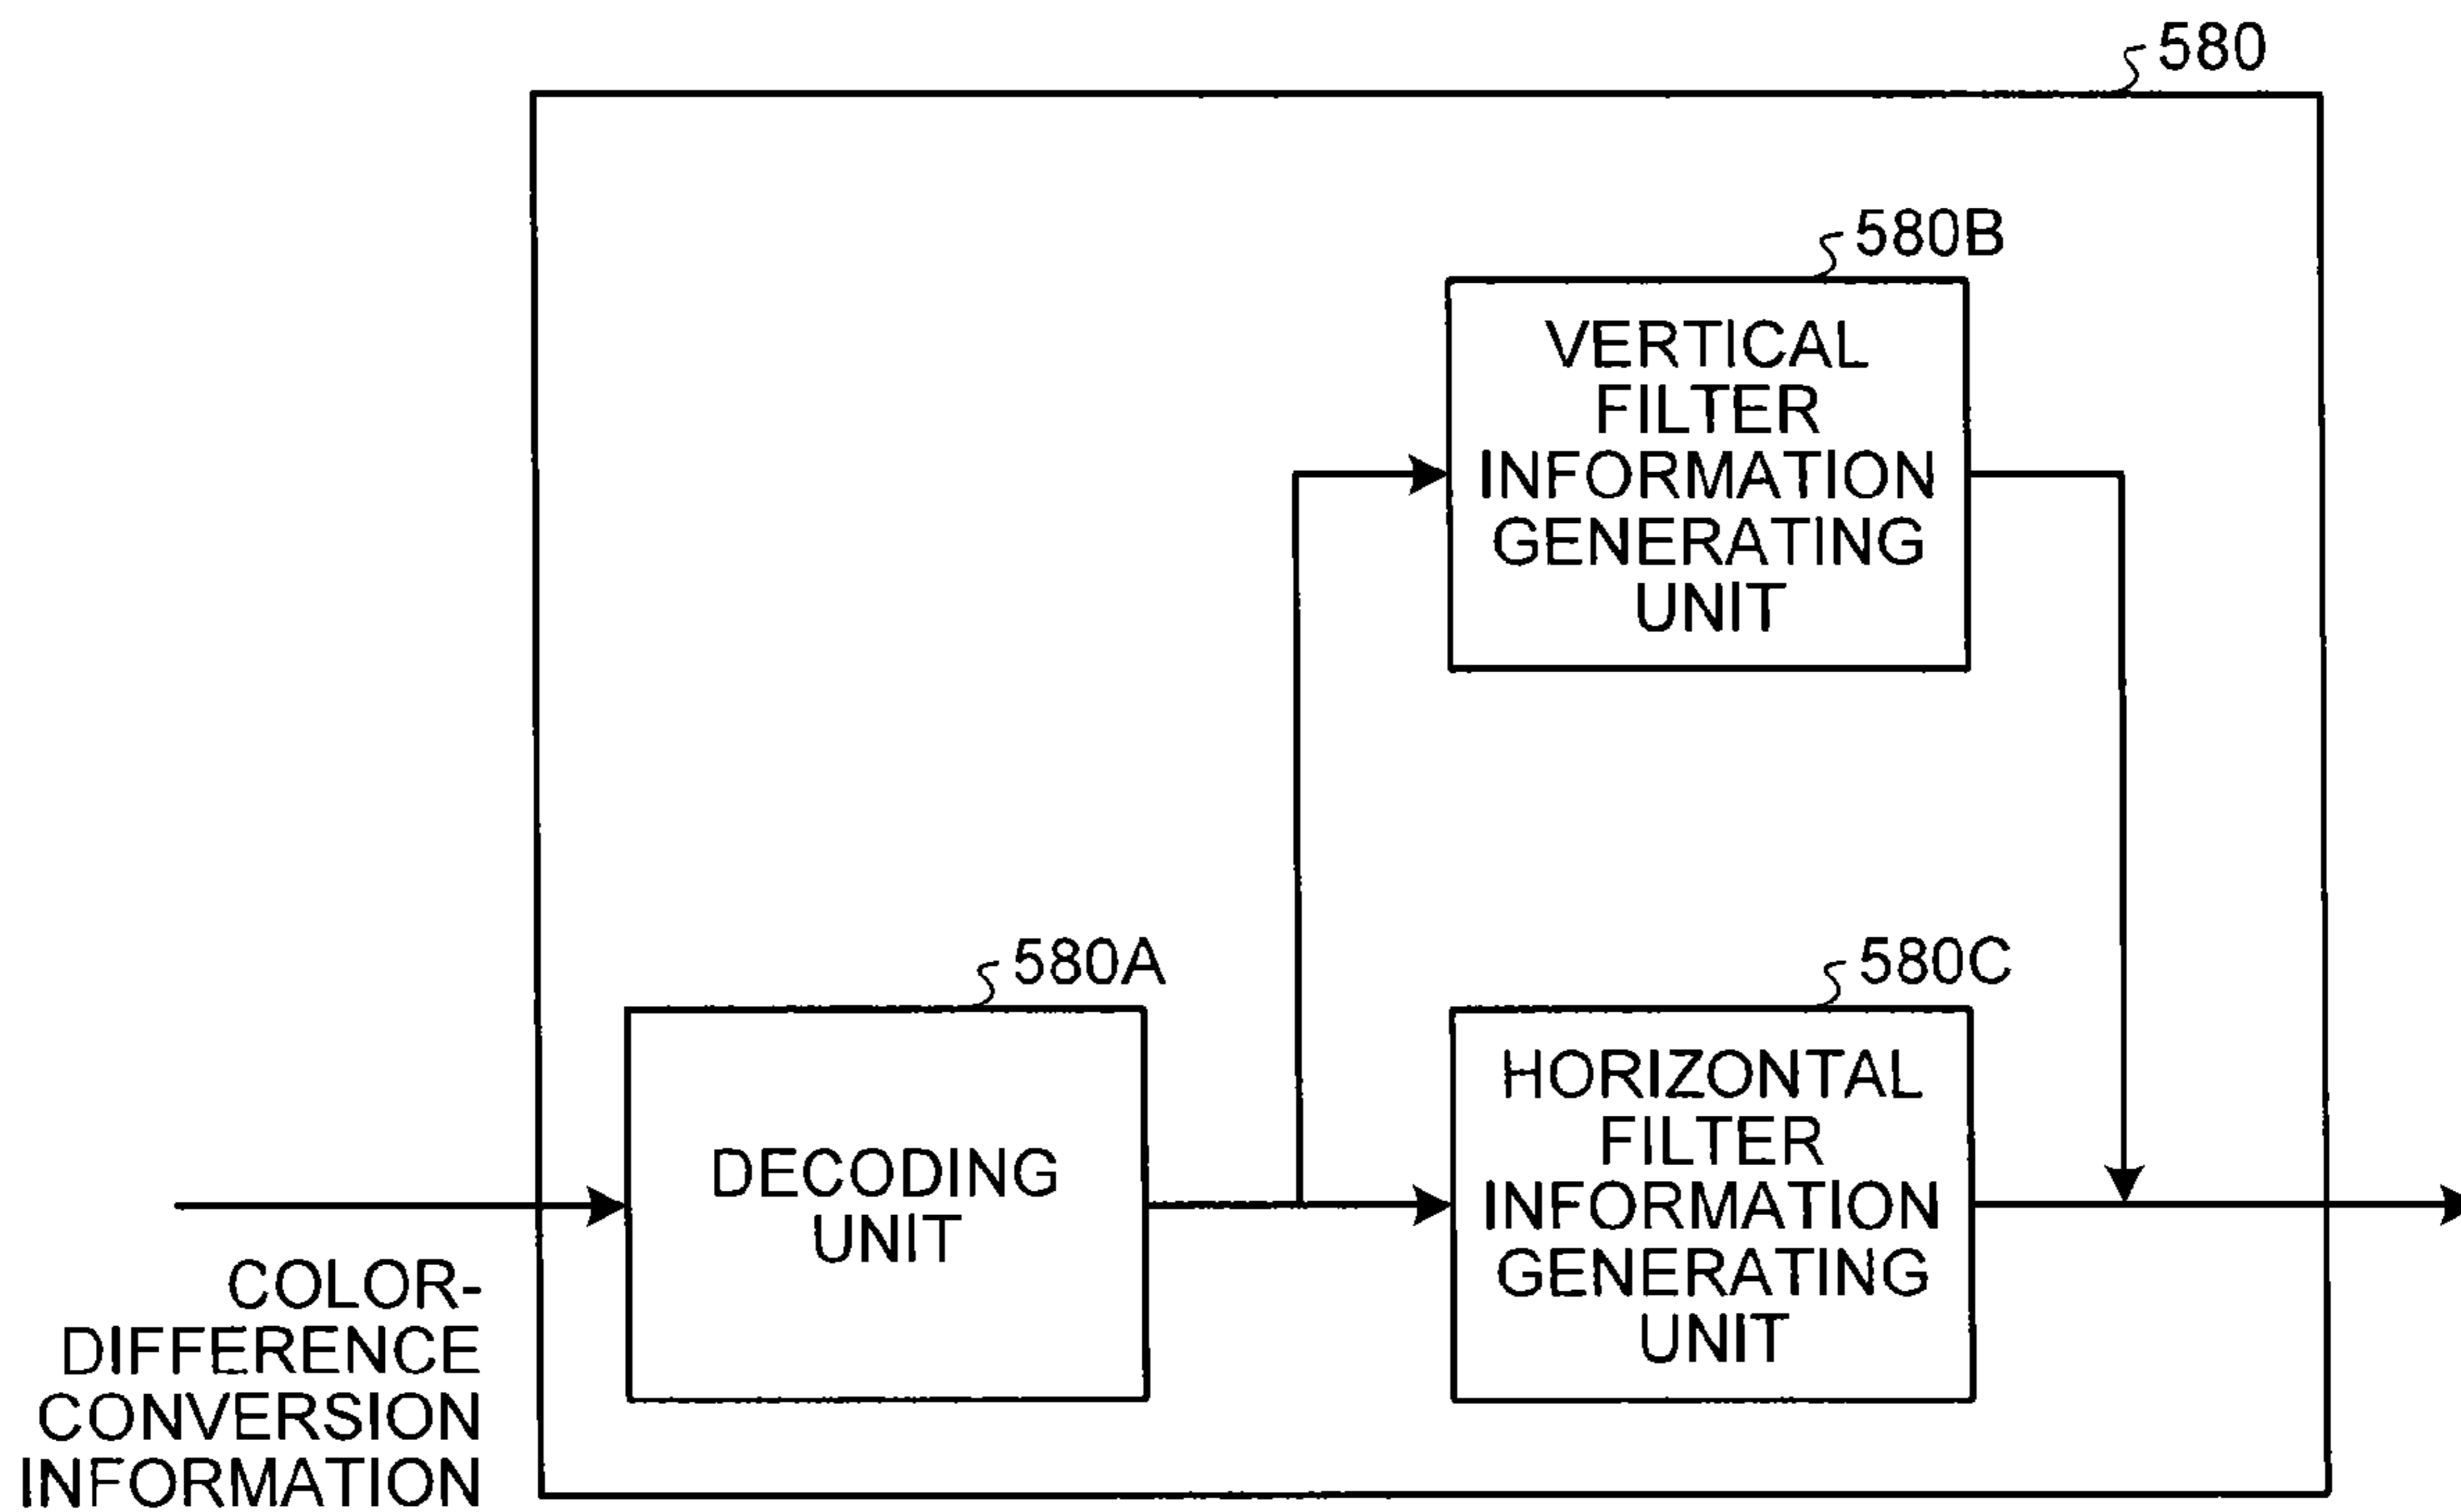 580
580B
VERTICAL
FILTER
INFORMATION
GENERATING
UNIT
580A
DECODING
UNIT
580C
HORIZONTAL
FILTER
INFORMATION
GENERATING
UNIT
COLOR-
DIFFERENCE
CONVERSION
INFORMATION